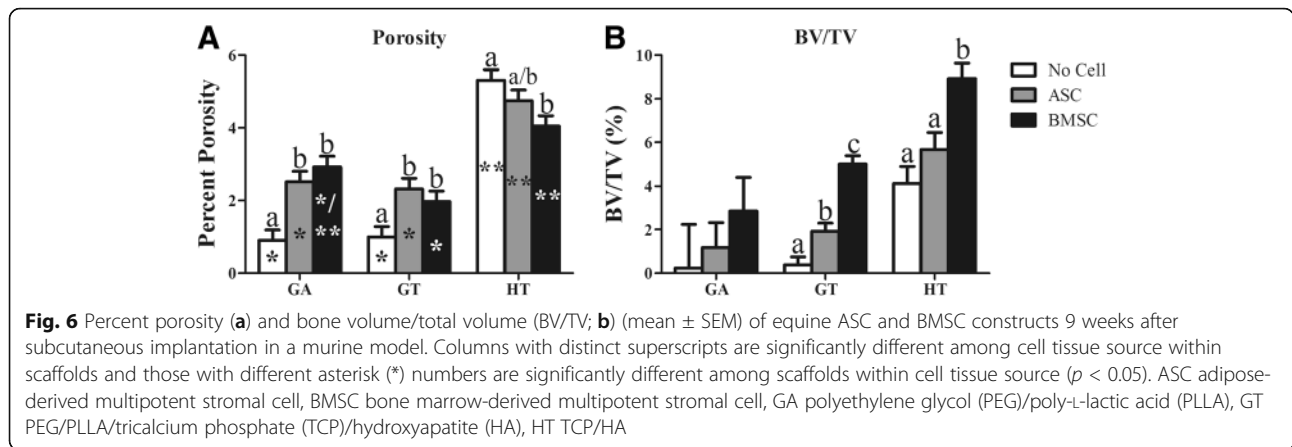 A Porosity
B BV/TV
Percent Porosity
6
4
2
0
a
b
b
a
b
b
a
a/b
b
*
*
*/
**
*
*
*
**
**
**
GA
GT
HT
BV/TV (%)
10
8
6
4
2
0
a
b
c
a
a
b
GA
GT
HT
No Cell
ASC
BMSC
Fig. 6 Percent porosity (a) and bone volume/total volume (BV/TV; b) (mean ± SEM) of equine ASC and BMSC constructs 9 weeks after
subcutaneous implantation in a murine model. Columns with distinct superscripts are significantly different among cell tissue source within
scaffolds and those with different asterisk (*) numbers are significantly different among scaffolds within cell tissue source (p < 0.05). ASC adipose-
derived multipotent stromal cell, BMSC bone marrow-derived multipotent stromal cell, GA polyethylene glycol (PEG)/poly-L-lactic acid (PLLA), GT
PEG/PLLA/tricalcium phosphate (TCP)/hydroxyapatite (HA), HT TCP/HA